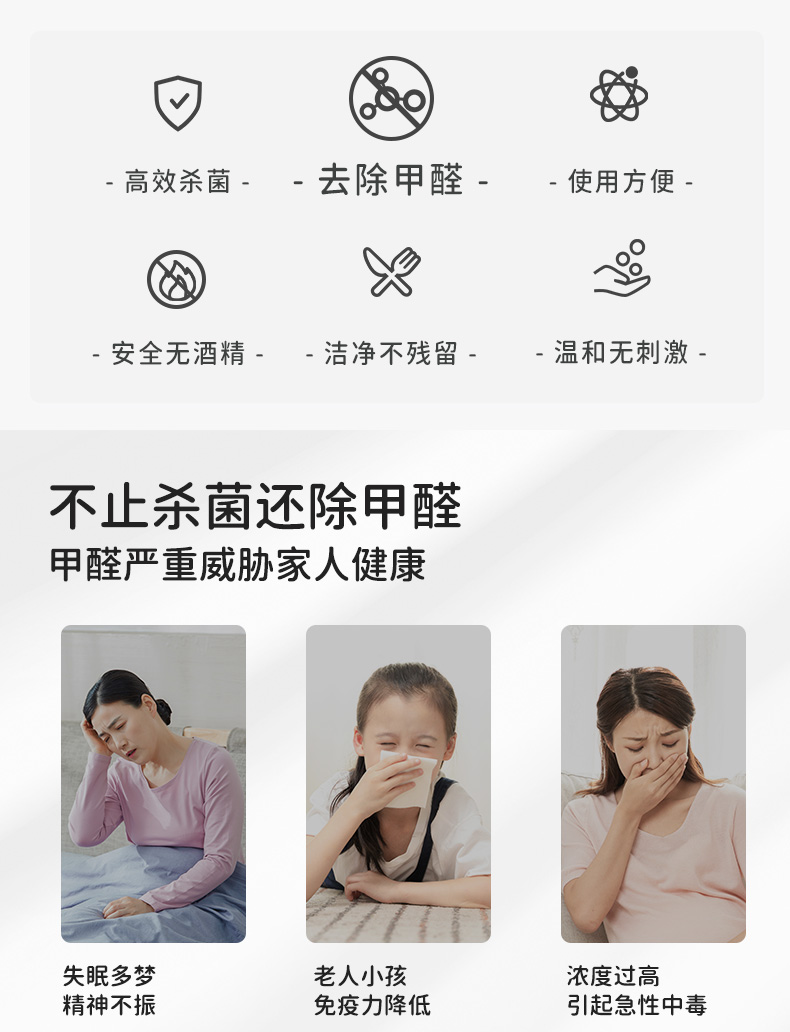 - 高效杀菌 -
- 去除甲醛 -
- 使用方便 -
- 安全无酒精 -
- 洁净不残留 -
- 温和无刺激 -
不止杀菌还除甲醛
甲醛严重威胁家人健康
失眠多梦
精神不振
老人小孩
免疫力降低
浓度过高
引起急性中毒